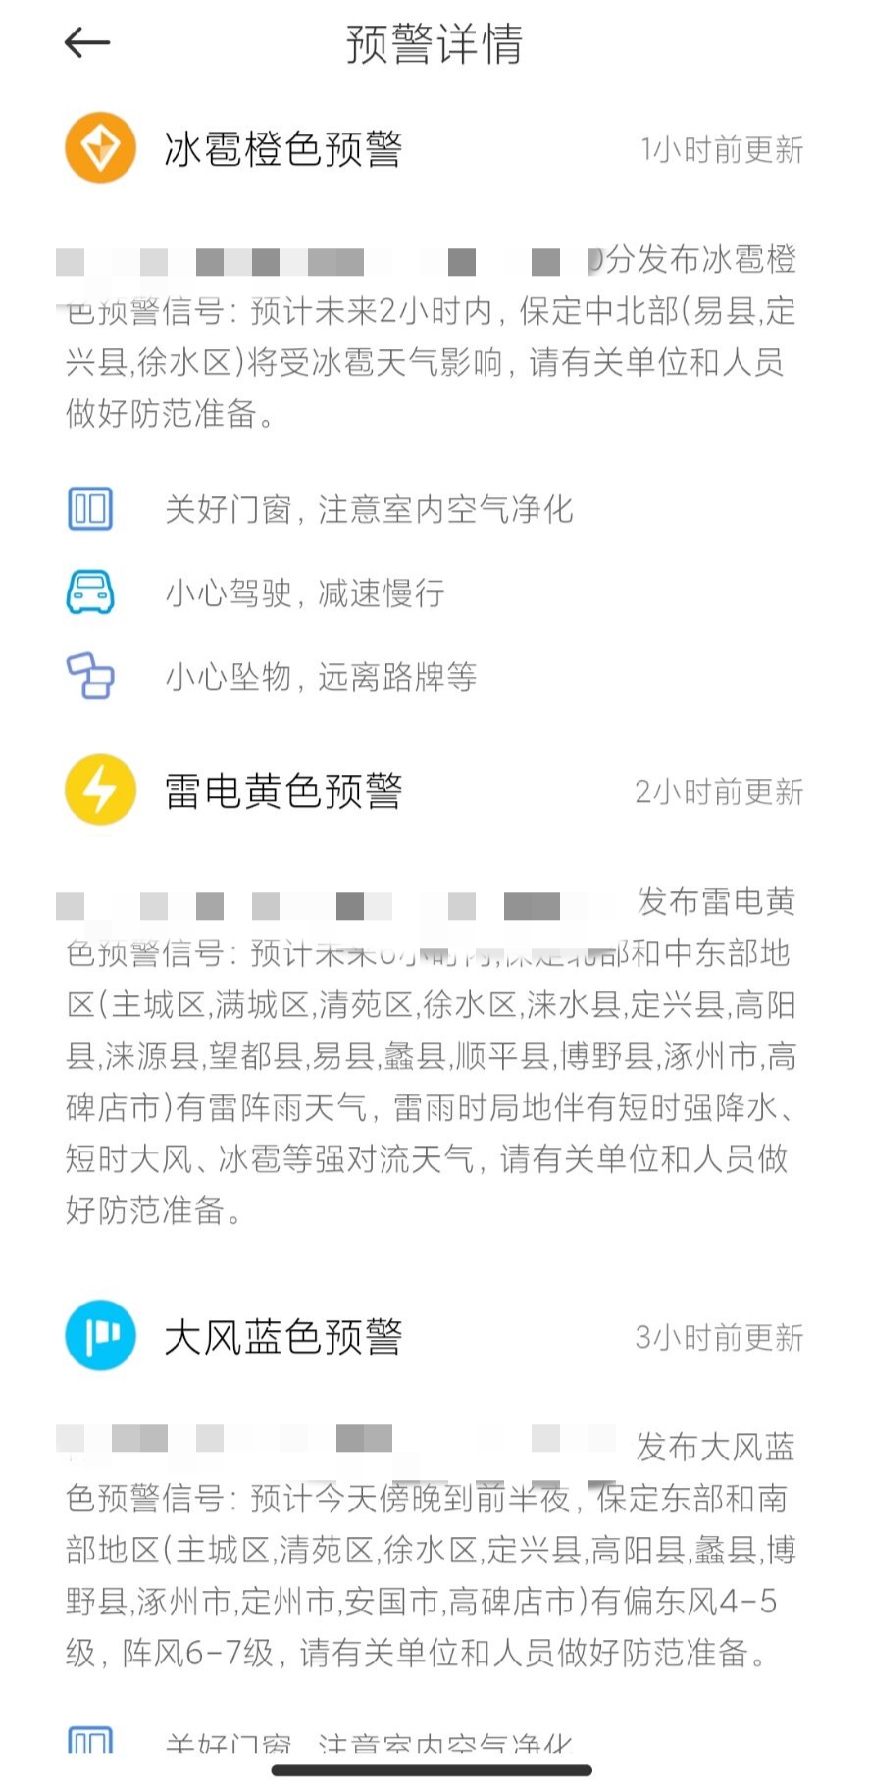 预警详情
冰雹橙色预警
1小时前更新
分发布冰雹橙
色预警信号: 预计未来2小时内, 保定中北部(易县,定
兴县,徐水区)将受冰雹天气影响, 请有关单位和人员
做好防范准备。
关好门窗, 注意室内空气净化
小心驾驶, 减速慢行
小心坠物, 远离路牌等
雷电黄色预警
2小时前更新
发布雷电黄
色预警信号: 预计未来6小时内,保定北部和中东部地
区(主城区,满城区,清苑区,徐水区,涞水县,定兴县,高阳
县,涞源县,望都县,易县,蠡县,顺平县,博野县,涿州市,高
碑店市)有雷阵雨天气, 雷雨时局地伴有短时强降水、
短时大风、冰雹等强对流天气, 请有关单位和人员做
好防范准备。
大风蓝色预警
3小时前更新
发布大风蓝
色预警信号: 预计今天傍晚到前半夜, 保定东部和南
部地区(主城区,清苑区,徐水区,定兴县,高阳县,蠡县,博
野县,涿州市,定州市,安国市,高碑店市)有偏东风4-5
级, 阵风6-7级, 请有关单位和人员做好防范准备。
关好门窗, 注意室内空气净化